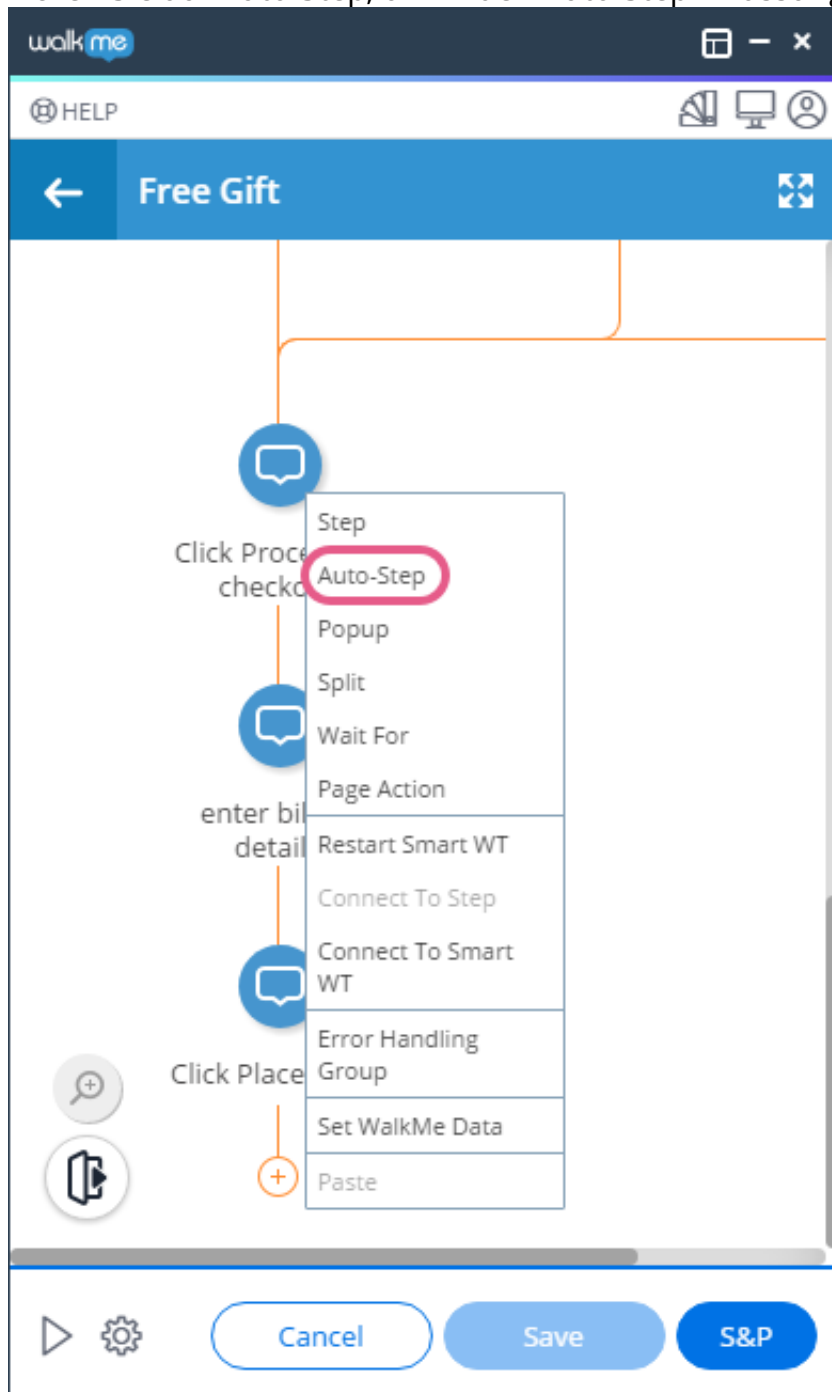 walkme
HELP
Free Gift
Step
Click Proce
Auto-Step
checko
Popup
Split
Wait For
Page Action
enter bil
detail
Restart Smart WT
Connect To Step
Connect To Smart
WT
Error Handling
Group
Click Place
Set WalkMe Data
Paste
Cancel
Save
S&P